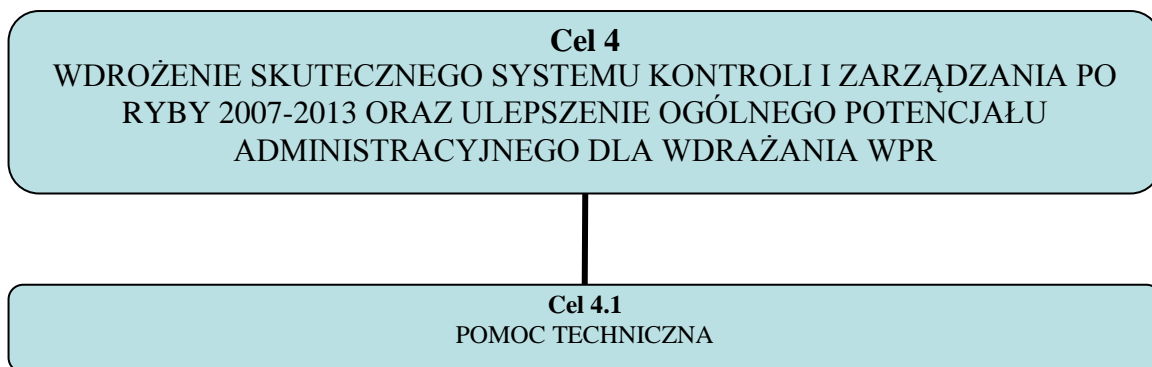 Cel 4
WDROŻENIE SKUTECZNEGO SYSTEMU KONTROLI I ZARZĄDZANIA PO
RYBY 2007-2013 ORAZ ULEPSZENIE OGÓLNEGO POTENCJAŁU
ADMINISTRACYJNEGO DLA WDRAŻANIA WPR
Cel 4.1
POMOC TECHNICZNA